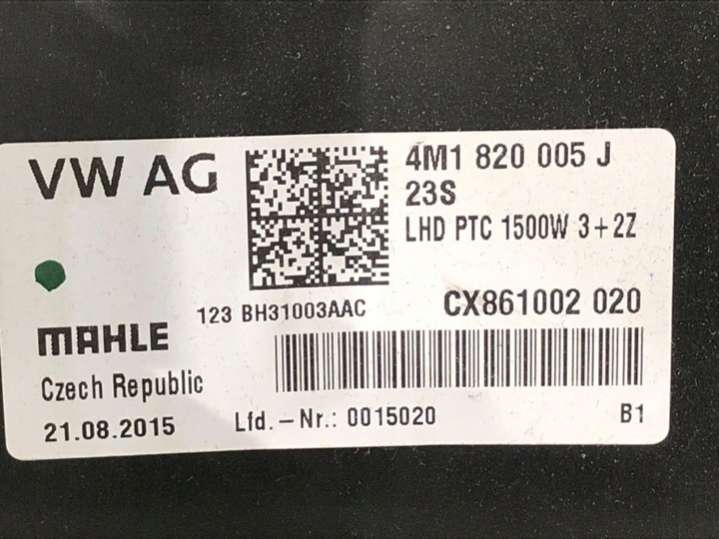 VW AG
4M1 820 005 J
23S
LHD PTC 1500W 3+2Z
123 BH31003AAC
CX861002 020
MAHLE
Czech Republic
21.08.2015
Lfd.-Nr.: 0015020
B1